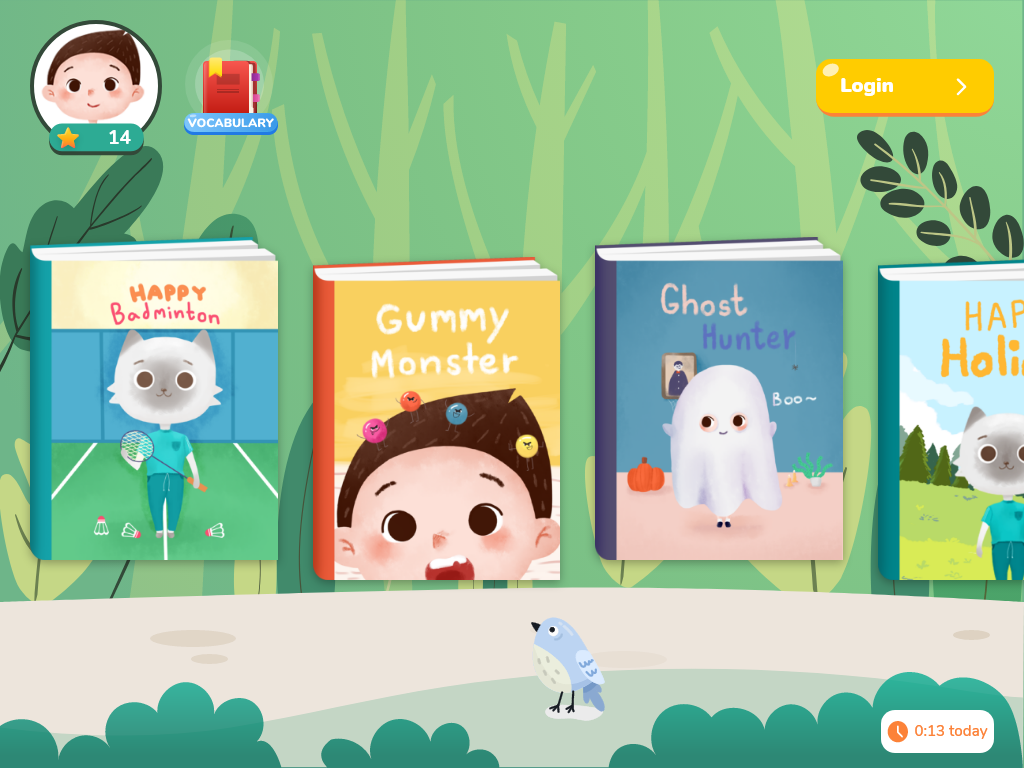 14
VOCABULARY
Login
HAPPY
Badminton
Gummy
Monster
Ghost
Hunter
Boo~
0:13 today